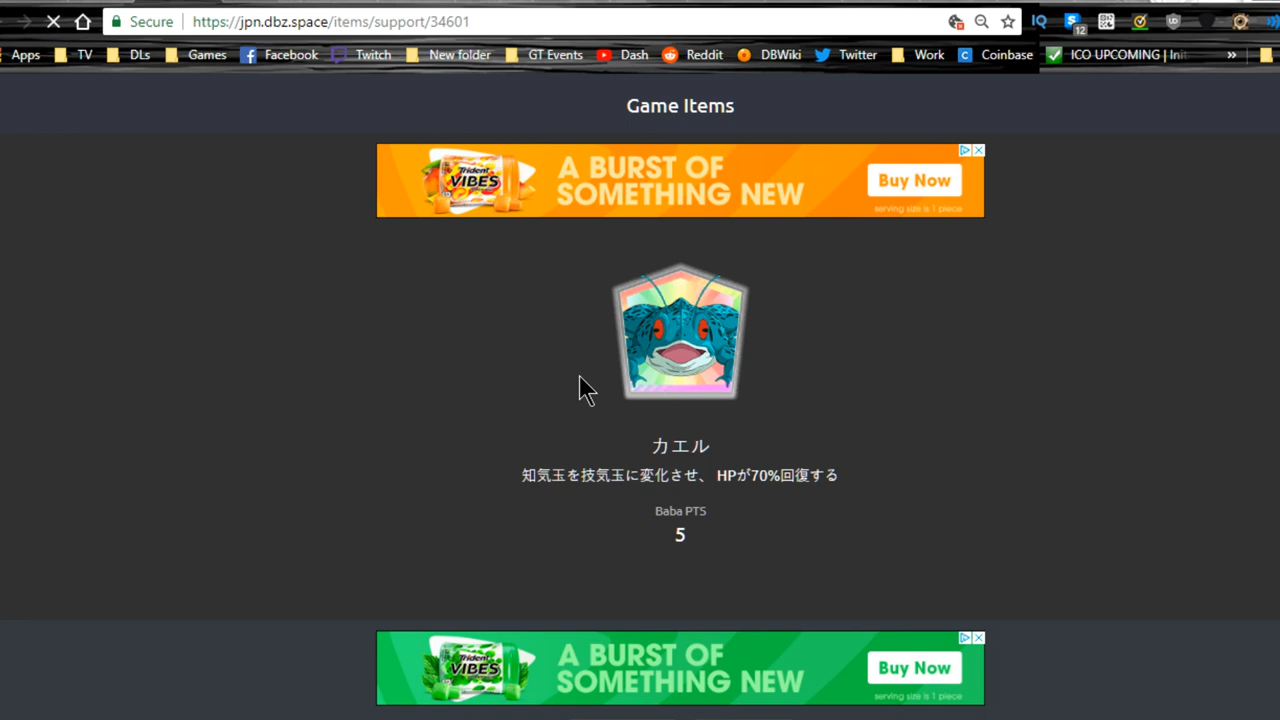 Secure https://jpn.dbz.space/items/support/34601
12
Apps TV DLs Games Facebook Twitch New folder GT Events Dash Reddit DBWiki Twitter Work Coinbase ICO UPCOMING | Init »
Game Items
Trident VIBES
A BURST OF
SOMETHING NEW
Buy Now
serving size is 1 piece
カエル
知気玉を技気玉に変化させ、 HPが70%回復する
Baba PTS
5
Trident VIBES
A BURST OF
SOMETHING NEW
Buy Now
serving size is 1 piece